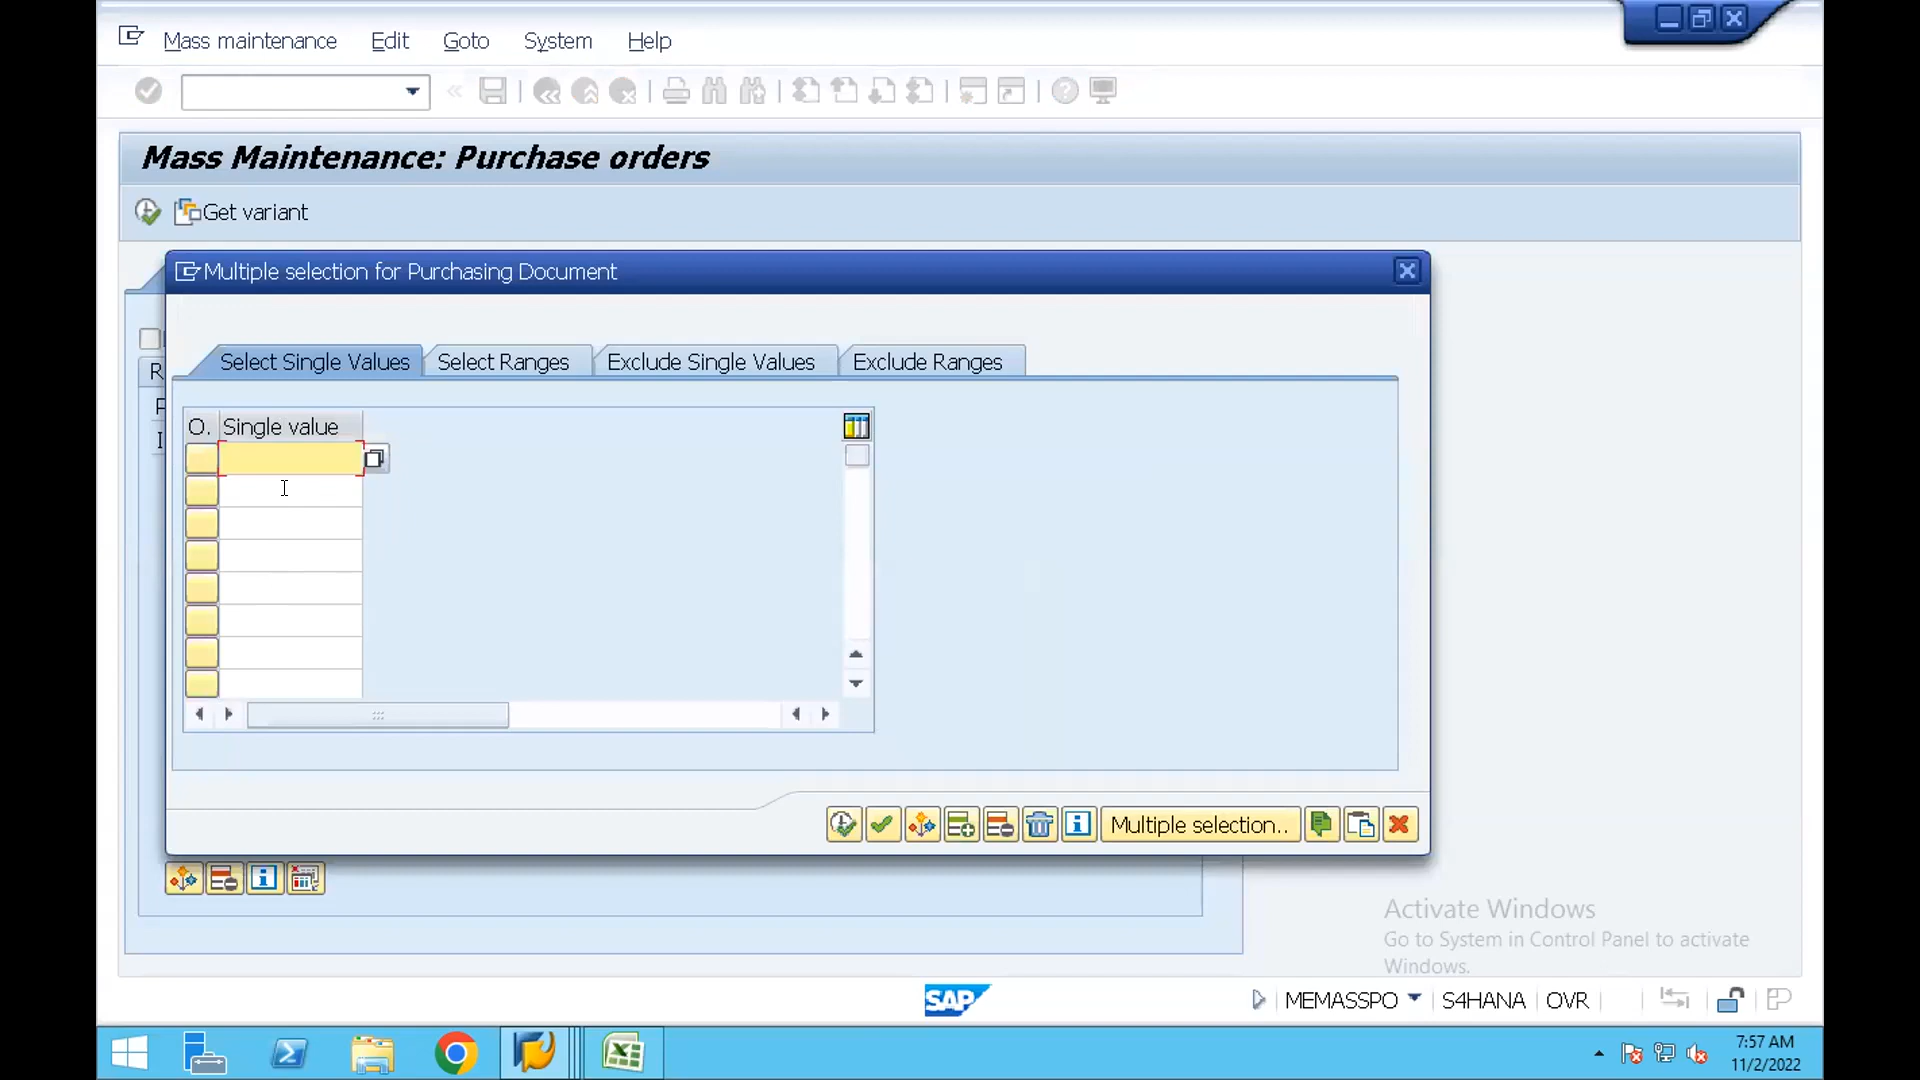 Mass maintenance Edit Goto System Help
Mass Maintenance: Purchase orders
Get variant
Multiple selection for Purchasing Document
Select Single Values Select Ranges Exclude Single Values Exclude Ranges
R
P
I
O. Single value
Multiple selection..
Activate Windows
Go to System in Control Panel to activate
Windows.
SAP MEMASSPO S4HANA OVR
7:57 AM
11/2/2022